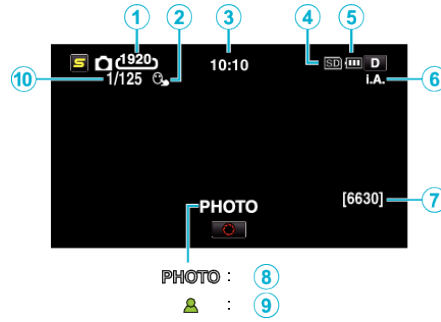 1 2 3 4 5
S 1920 10:10 SD D
10 1/125 i.A. 6
PHOTO [6630] 7
PHOTO : 8
: 9